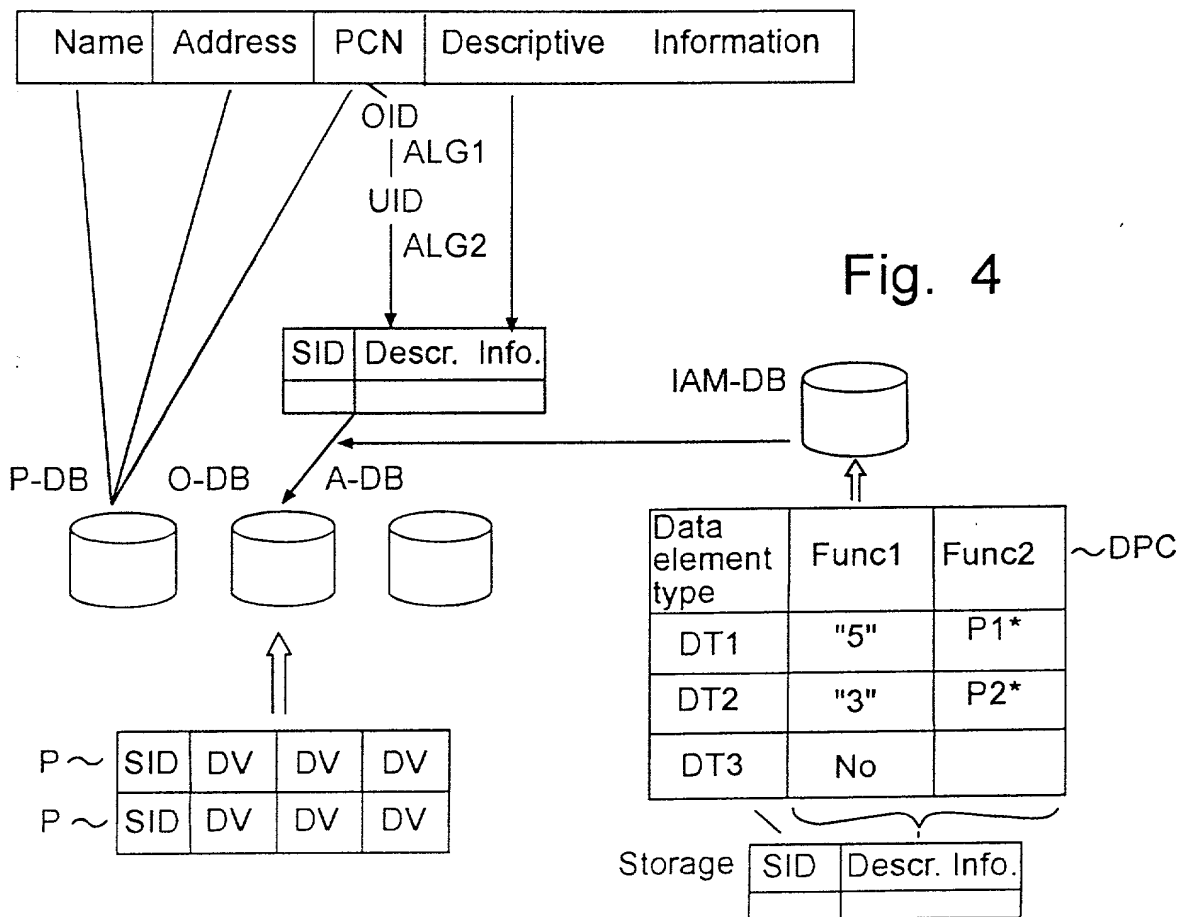 Name Address PCN Descriptive Information
OID
ALG1
UID
ALG2
Fig. 4
SID Descr. Info.
IAM-DB
P-DB O-DB A-DB
Data element type Func1 Func2 ~DPC
DT1 "5" P1*
DT2 "3" P2*
DT3 No
P~ SID DV DV DV
P~ SID DV DV DV
Storage SID Descr. Info.